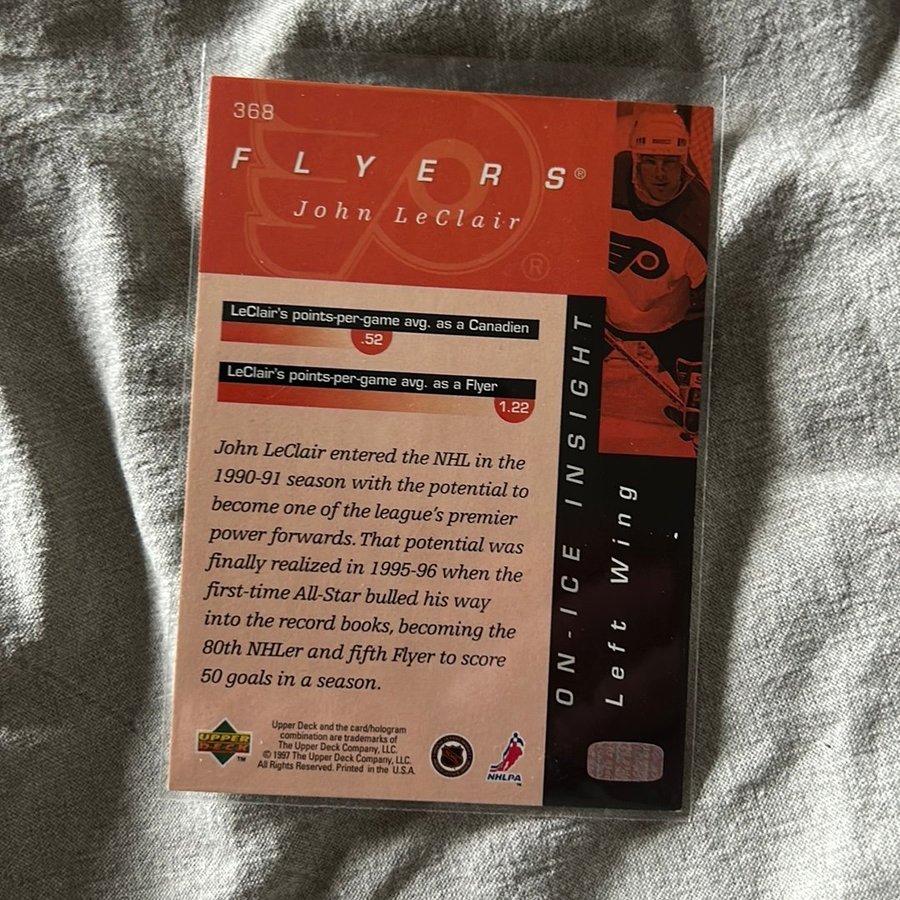 368
FLYERS®
John LeClair
®
LeClair's points-per-game avg. as a Canadien
.52
LeClair's points-per-game avg. as a Flyer
1.22
John LeClair entered the NHL in the
1990-91 season with the potential to
become one of the league's premier
power forwards. That potential was
finally realized in 1995-96 when the
first-time All-Star bulled his way
into the record books, becoming the
80th NHLer and fifth Flyer to score
50 goals in a season.
ON-ICE INSIGHT
Left Wing
UPPER
DECK
TM
Upper Deck and the card/hologram
combination are trademarks of
The Upper Deck Company, LLC.
© 1997 The Upper Deck Company, LLC.
All Rights Reserved. Printed in the U.S.A.
NHLPA